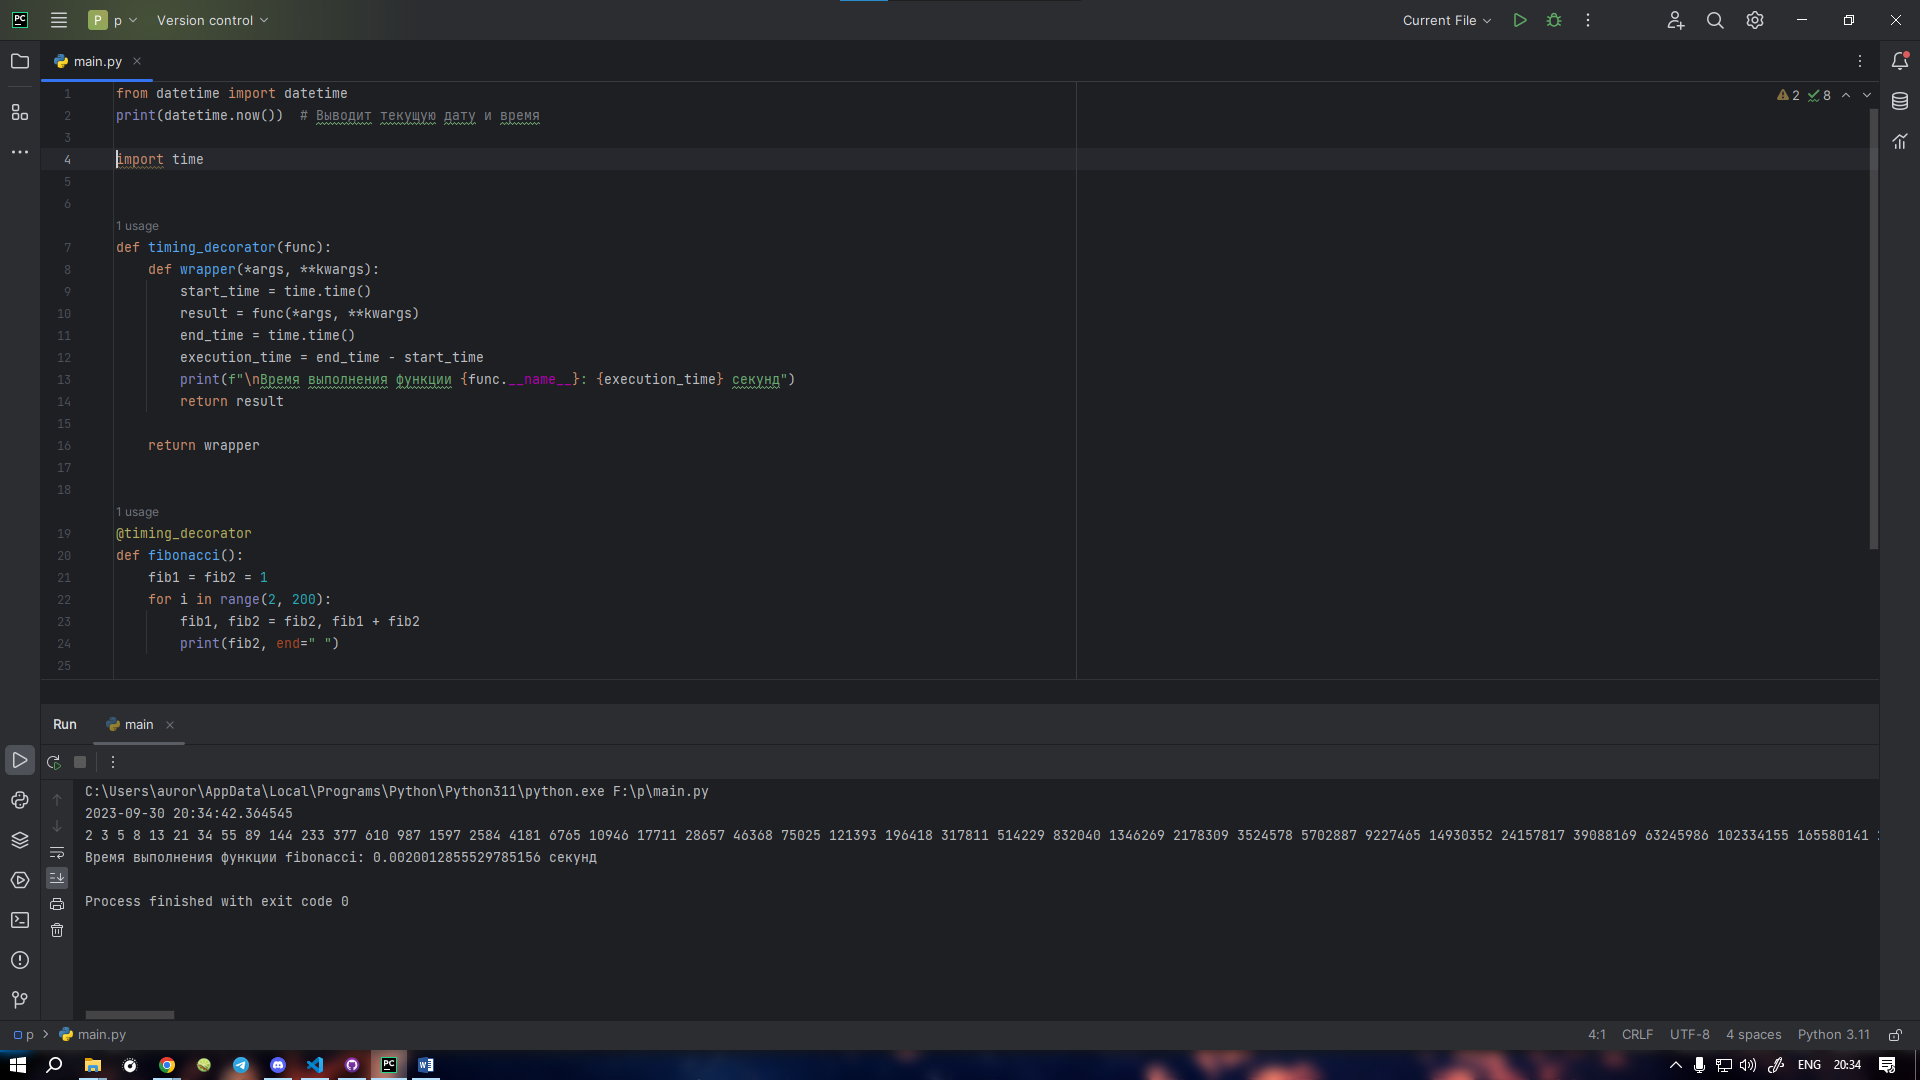 PC P p Version control Current File
main.py
1 from datetime import datetime 2 8
2 print(datetime.now()) # Выводит текущую дату и время
3
4 import time
5
6
1 usage
7 def timing_decorator(func):
8 def wrapper(*args, **kwargs):
9 start_time = time.time()
10 result = func(*args, **kwargs)
11 end_time = time.time()
12 execution_time = end_time - start_time
13 print(f"\nВремя выполнения функции {func.__name__}: {execution_time} секунд")
14 return result
15
16 return wrapper
17
18
1 usage
19 @timing_decorator
20 def fibonacci():
21 fib1 = fib2 = 1
22 for i in range(2, 200):
23 fib1, fib2 = fib2, fib1 + fib2
24 print(fib2, end=" ")
25
Run main
C:\Users\auror\AppData\Local\Programs\Python\Python311\python.exe F:\p\main.py
2023-09-30 20:34:42.364545
2 3 5 8 13 21 34 55 89 144 233 377 610 987 1597 2584 4181 6765 10946 17711 28657 46368 75025 121393 196418 317811 514229 832040 1346269 2178309 3524578 5702887 9227465 14930352 24157817 39088169 63245986 102334155 165580141
Время выполнения функции fibonacci: 0.0020012855529785156 секунд
Process finished with exit code 0
p main.py 4:1 CRLF UTF-8 4 spaces Python 3.11
PC W ENG 20:34